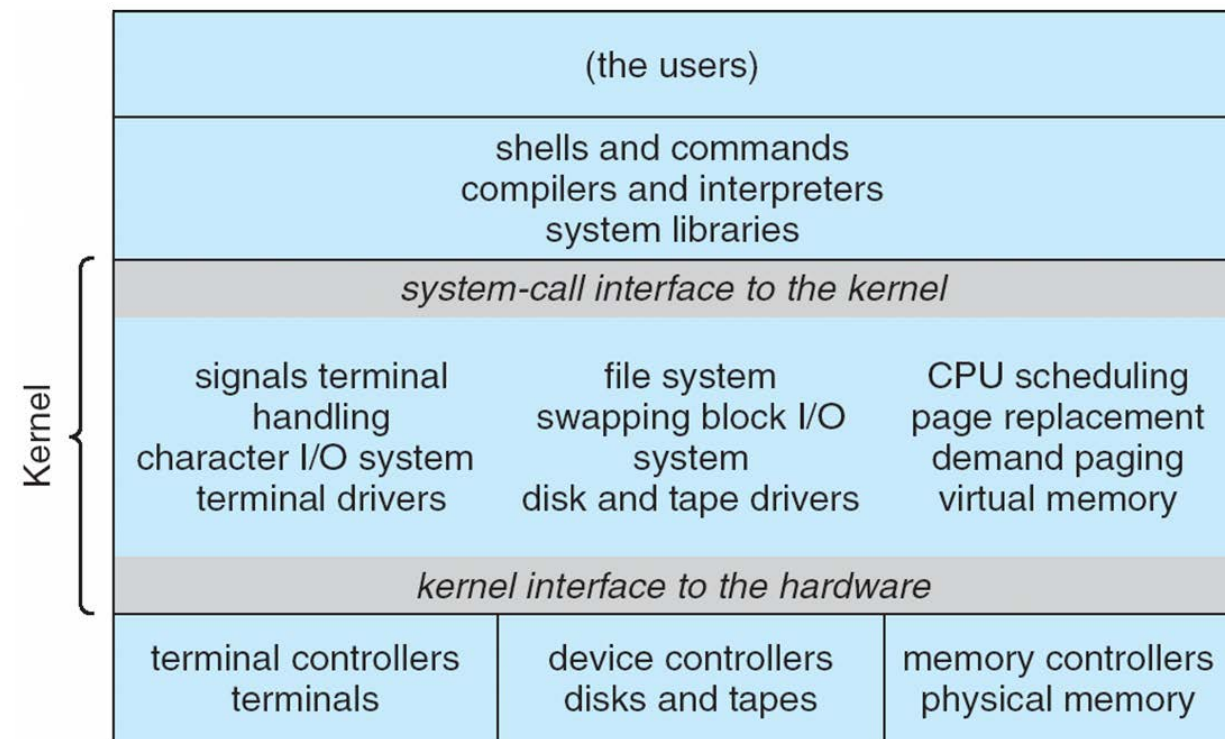 (the users)
shells and commands
compilers and interpreters
system libraries
Kernel
system-call interface to the kernel
signals terminal
handling
character I/O system
terminal drivers
file system
swapping block I/O
system
disk and tape drivers
CPU scheduling
page replacement
demand paging
virtual memory
kernel interface to the hardware
terminal controllers
terminals
device controllers
disks and tapes
memory controllers
physical memory